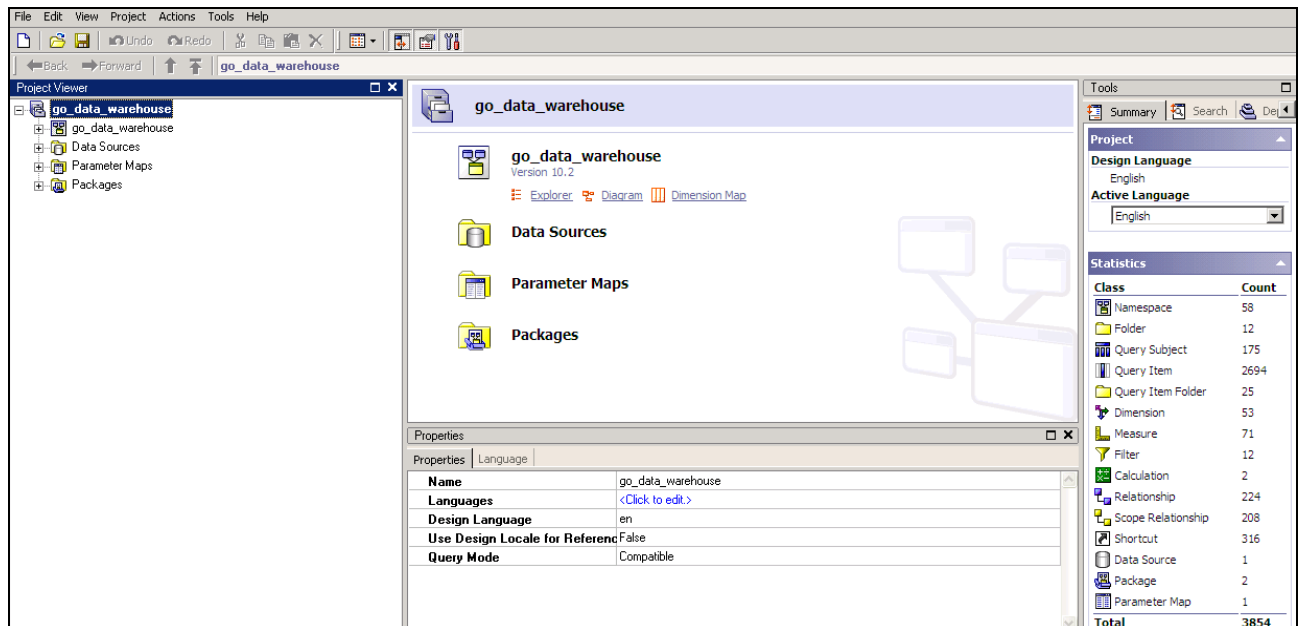 File Edit View Project Actions Tools Help
Undo Redo
Back Forward go_data_warehouse
Project Viewer
go_data_warehouse
go_data_warehouse
Data Sources
Parameter Maps
Packages
go_data_warehouse
go_data_warehouse
Version 10.2
Explorer Diagram Dimension Map
Data Sources
Parameter Maps
Packages
Properties
Properties Language
Name go_data_warehouse
Languages <Click to edit.>
Design Language en
Use Design Locale for Referenc False
Query Mode Compatible
Tools
Summary Search De
Project
Design Language
English
Active Language
English
Statistics
Class Count
Namespace 58
Folder 12
Query Subject 175
Query Item 2694
Query Item Folder 25
Dimension 53
Measure 71
Filter 12
Calculation 2
Relationship 224
Scope Relationship 208
Shortcut 316
Data Source 1
Package 2
Parameter Map 1
Total 3854